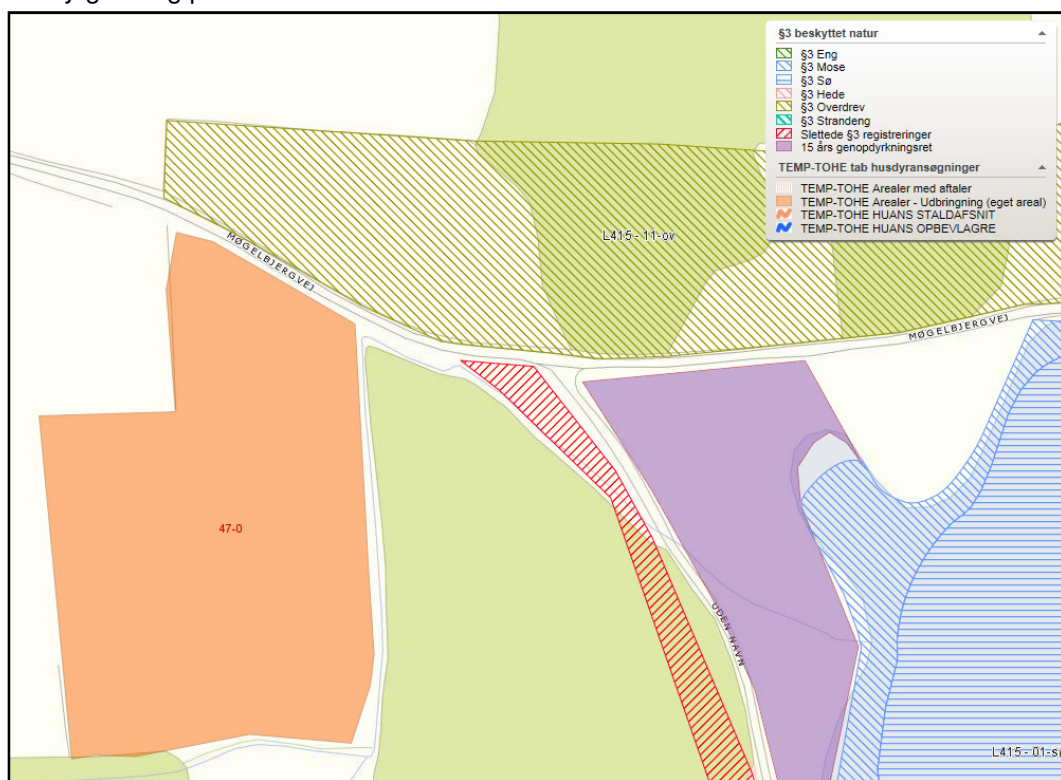 §3 beskyttet natur
§3 Eng
§3 Mose
§3 Sø
§3 Hede
§3 Overdrev
§3 Strandeng
Slettede §3 registreringer
15 års genopdyrkningsret
TEMP-TOHE tab husdyransøgninger
TEMP-TOHE Arealer med aftaler
TEMP-TOHE Arealer - Udbringning (eget areal)
TEMP-TOHE HUANS STALDAFSNIT
TEMP-TOHE HUANS OPBEVLAGRE
L415 - 11-ov
MØGELBJERGVEJ
MØGELBJERGVEJ
47-0
UDEN NAVN
L415 - 01-sø